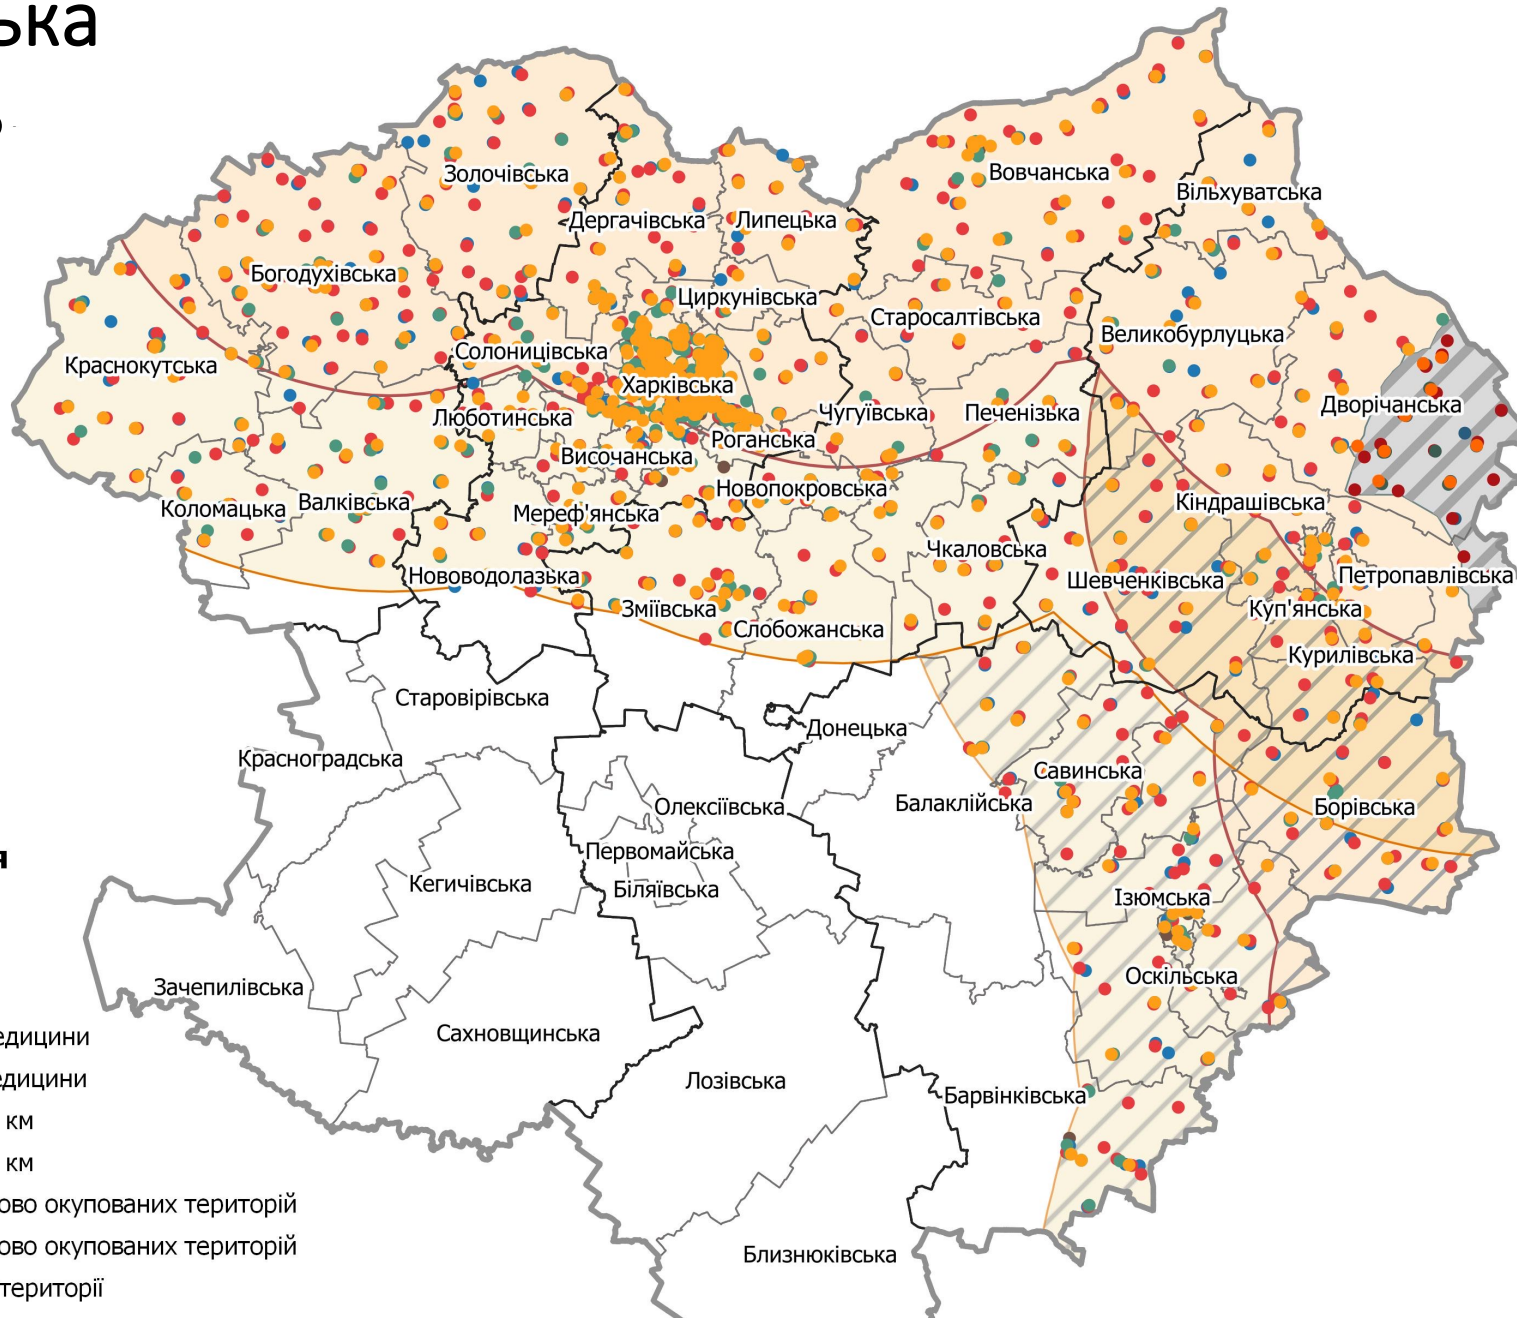 ька
Золочівська
Вовчанська
Вільхуватська
Дергачівська
Липецька
Богодухівська
Циркунівська
Старосалтівська
Великобурлуцька
Солоницівська
Краснокутська
Харківська
Дворічанська
Люботинська
Чугуївська
Печенізька
Роганська
Височанська
Новопокровська
Валківська
Кіндрашівська
Коломацька
Мереф'янська
Чкаловська
Нововодолазька
Шевченківська
Петропавлівська
Зміївська
Куп'янська
Слобожанська
Курилівська
Старовірівська
Донецька
Красноградська
Савинська
Олексіївська
Балаклійська
Борівська
Первомайська
я
Кегичівська
Біляївська
Ізюмська
Оскільська
Зачепилівська
Сахновщинська
едицини
Лозівська
едицини
Барвінківська
км
км
ово окупованих територій
ово окупованих територій
Близнюківська
території